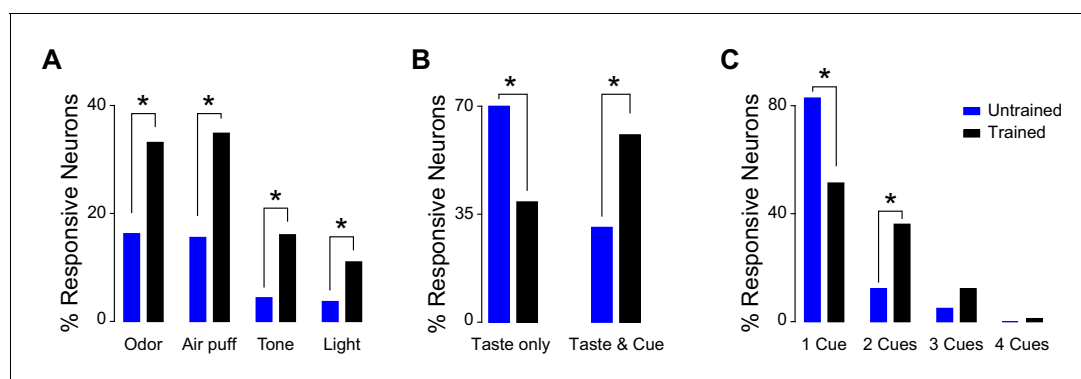 A
% Responsive Neurons
40
20
0
*
*
*
*
Odor
Air puff
Tone
Light
B
% Responsive Neurons
70
35
0
*
*
Taste only
Taste & Cue
C
% Responsive Neurons
80
40
0
*
*
Untrained
Trained
1 Cue
2 Cues
3 Cues
4 Cues